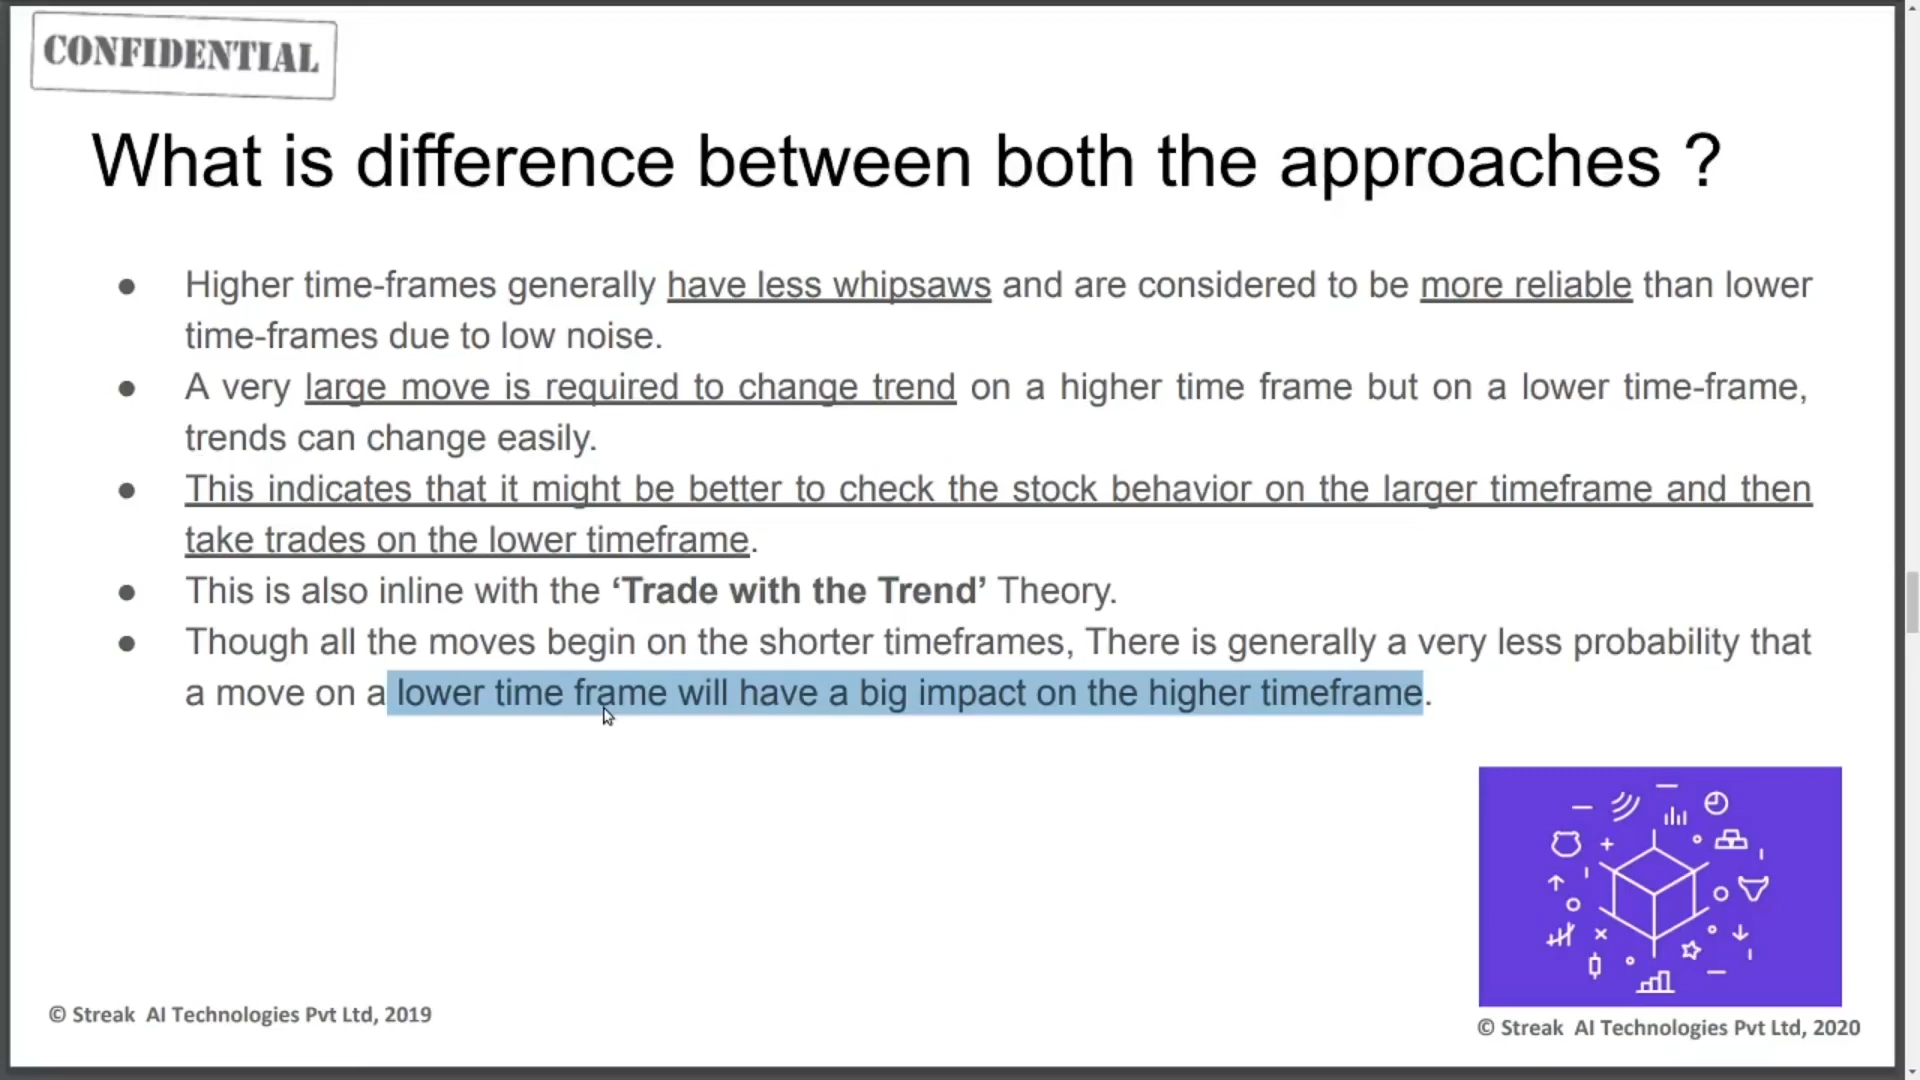 CONFIDENTIAL
What is difference between both the approaches ?
● Higher time-frames generally have less whipsaws and are considered to be more reliable than lower
time-frames due to low noise.
● A very large move is required to change trend on a higher time frame but on a lower time-frame,
trends can change easily.
● This indicates that it might be better to check the stock behavior on the larger timeframe and then
take trades on the lower timeframe.
● This is also inline with the ‘Trade with the Trend’ Theory.
● Though all the moves begin on the shorter timeframes, There is generally a very less probability that
a move on a lower time frame will have a big impact on the higher timeframe.
© Streak AI Technologies Pvt Ltd, 2019
© Streak AI Technologies Pvt Ltd, 2020